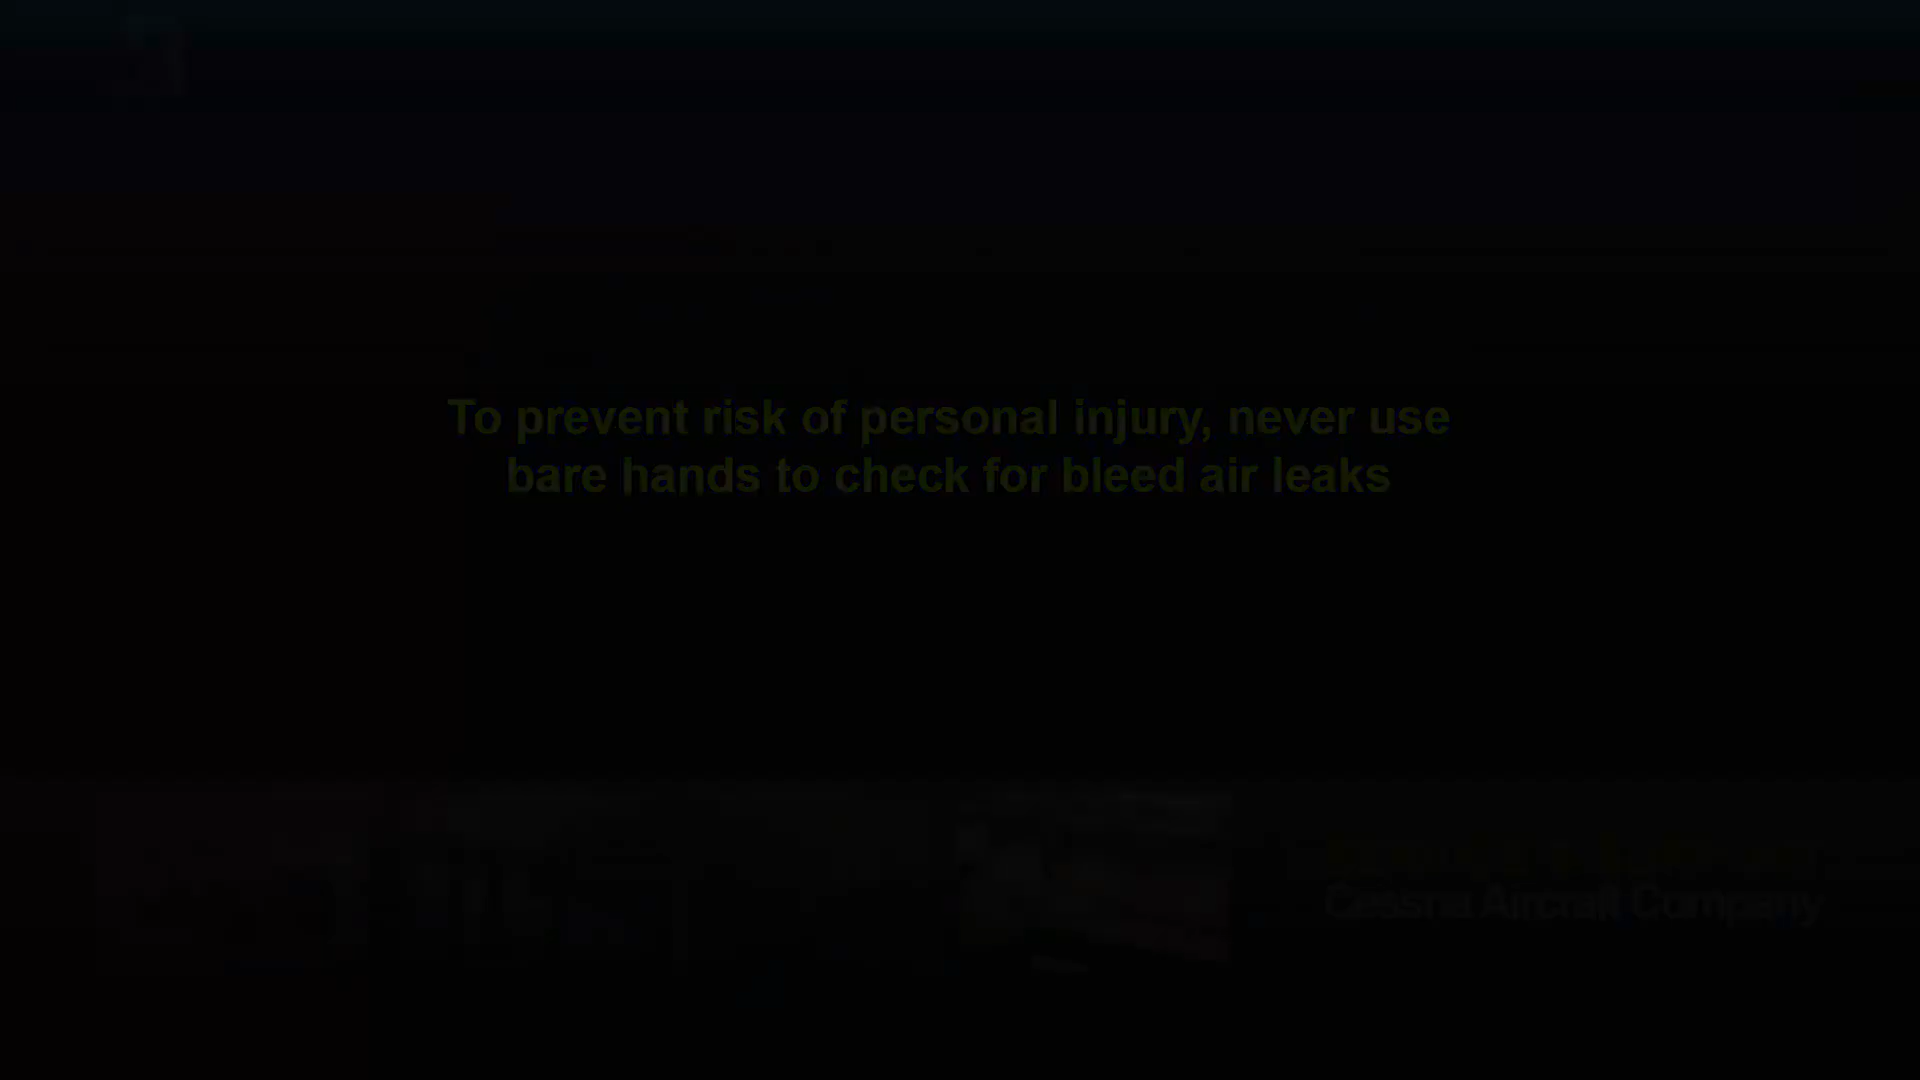 To prevent risk of personal injury, never use
bare hands to check for bleed air leaks
Cessna Aircraft Company